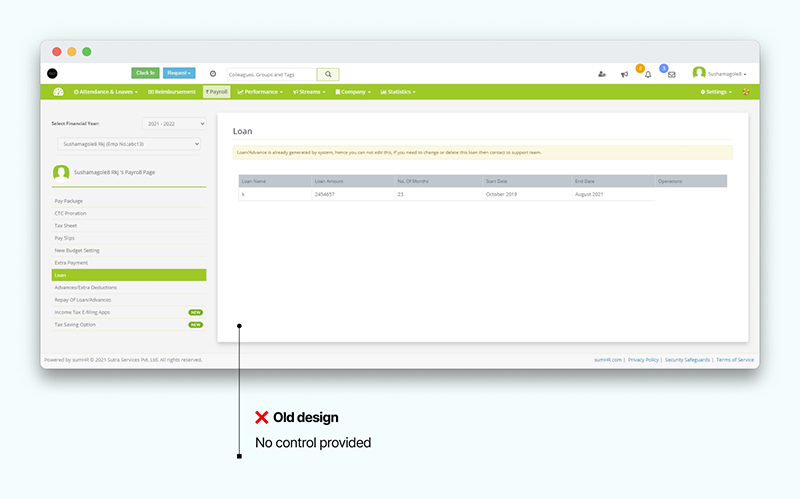 Clock In Request Colleagues, Groups and Tags Sushamagole8
Attendance & Leaves Reimbursement Payroll Performance Streams Company Statistics Settings
Select Financial Year: 2021 - 2022
Sushamagole8 Rkj (Emp No:abc13)
Sushamagole8 Rkj 's Payroll Page
Pay Package
CTC Proration
Tax Sheet
Pay Slips
New Budget Setting
Extra Payment
Loan
Advances/Extra Deductions
Repay Of Loan/Advances
Income Tax E-filing Apps NEW
Tax Saving Option NEW
Loan
Loan/Advance is already generated by system, hence you can not edit this, if you need to change or delete this loan then contact to support team.
Loan Name Loan Amount No. Of Months Start Date End Date Operations
k 2454657 23 October 2019 August 2021
Powered by sumHR © 2021 Sutra Services Pvt. Ltd. All rights reserved. sumHR.com | Privacy Policy | Security Safeguards | Terms of Service
Old design
No control provided